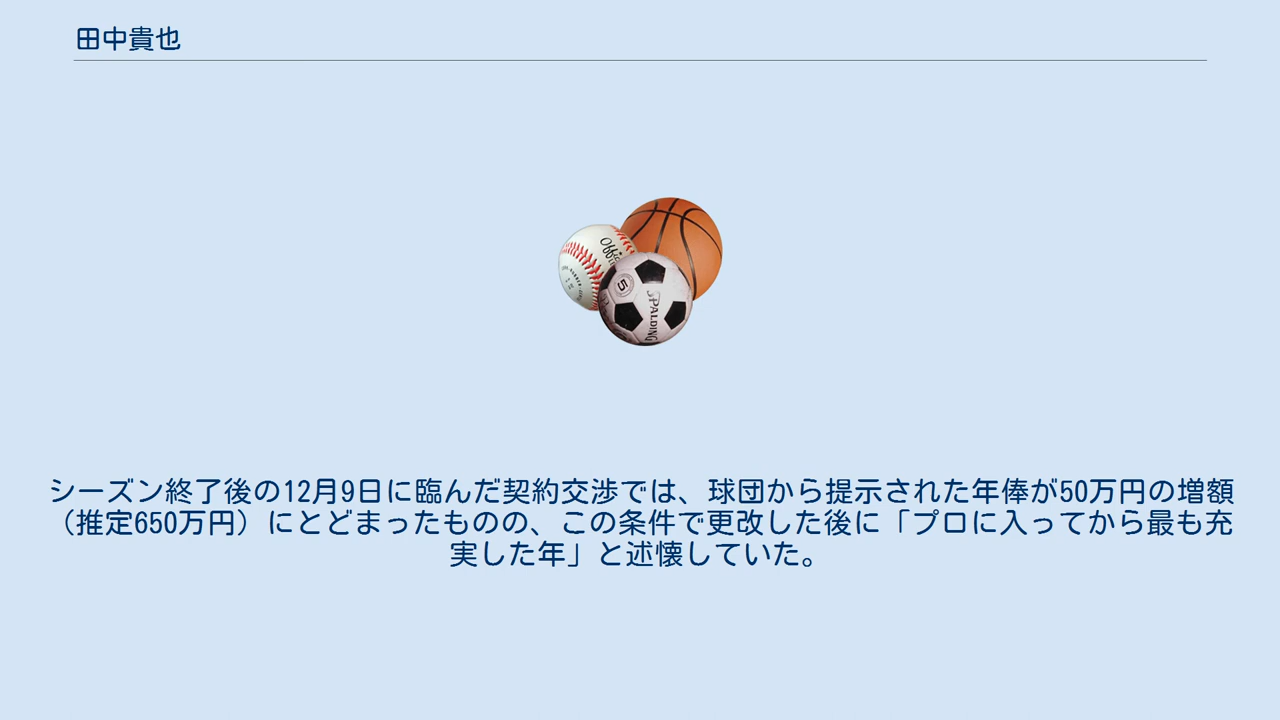 田中貴也
Offi
5
SPALDING
シーズン終了後の12月9日に臨んだ契約交渉では、球団から提示された年俸が50万円の増額
（推定650万円）にとどまったものの、この条件で更改した後に「プロに入ってから最も充
実した年」と述懐していた。